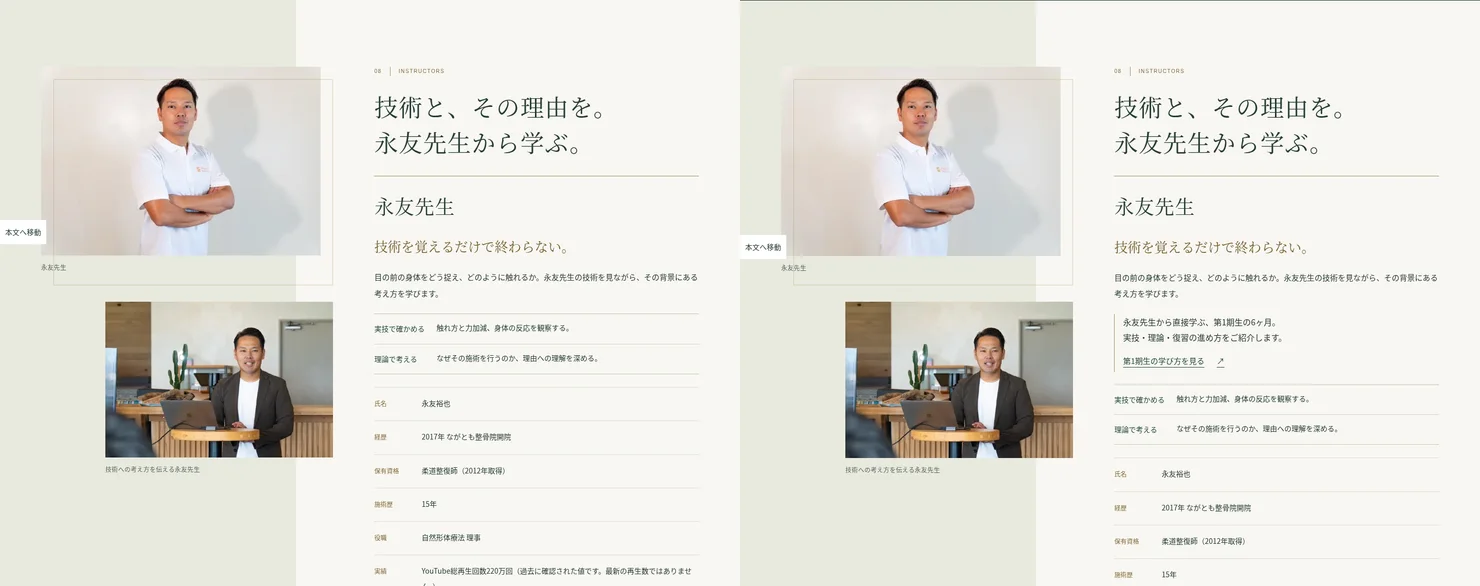 08 INSTRUCTORS
技術と、その理由を。
永友先生から学ぶ。
永友先生
技術を覚えるだけで終わらない。
目の前の身体をどう捉え、どのように触れるか。永友先生の技術を見ながら、その背景にある
考え方を学びます。
実技で確かめる 触れ方と力加減、身体の反応を観察する。
理論で考える なぜその施術を行うのか、理由への理解を深める。
氏名 永友裕也
経歴 2017年 ながとも整骨院開院
保有資格 柔道整復師（2012年取得）
施術歴 15年
役職 自然形体療法 理事
実績 YouTube総再生回数220万回（過去に確認された値です。最新の再生数ではありませ
本文へ移動
永友先生
技術への考え方を伝える永友先生
08 INSTRUCTORS
技術と、その理由を。
永友先生から学ぶ。
永友先生
技術を覚えるだけで終わらない。
目の前の身体をどう捉え、どのように触れるか。永友先生の技術を見ながら、その背景にある
考え方を学びます。
永友先生から直接学ぶ、第1期生の6ヶ月。
実技・理論・復習の進め方をご紹介します。
第1期生の学び方を見る ↗
実技で確かめる 触れ方と力加減、身体の反応を観察する。
理論で考える なぜその施術を行うのか、理由への理解を深める。
氏名 永友裕也
経歴 2017年 ながとも整骨院開院
保有資格 柔道整復師（2012年取得）
施術歴 15年
本文へ移動
永友先生
技術への考え方を伝える永友先生